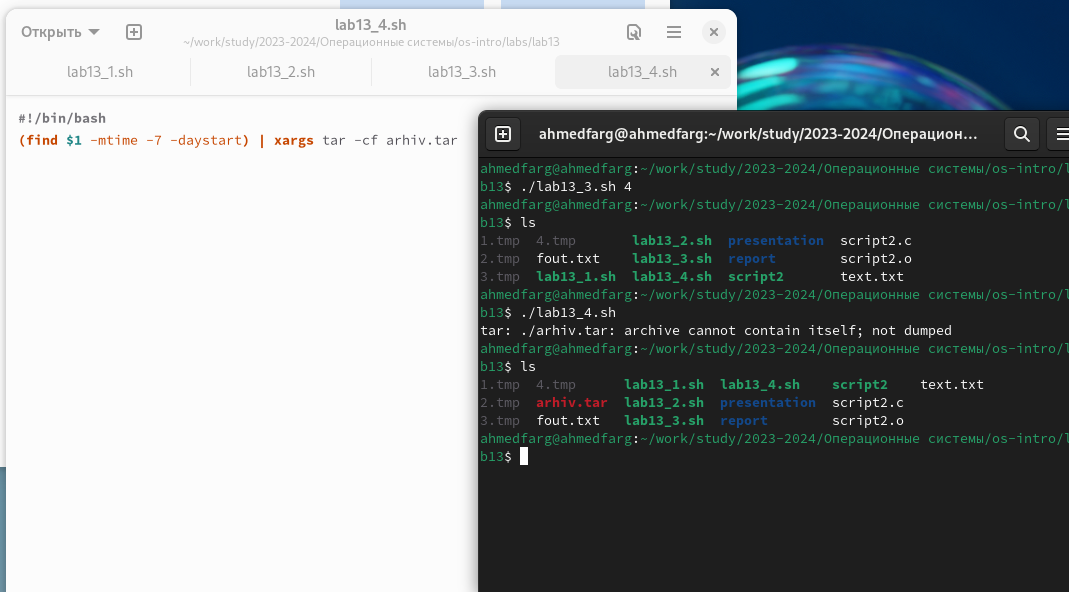 Открыть
lab13_4.sh
~/work/study/2023-2024/Операционные системы/os-intro/labs/lab13
lab13_1.sh
lab13_2.sh
lab13_3.sh
lab13_4.sh
#!/bin/bash
(find $1 -mtime -7 -daystart) | xargs tar -cf arhiv.tar
ahmedfarg@ahmedfarg:~/work/study/2023-2024/Операцион...
ahmedfarg@ahmedfarg:~/work/study/2023-2024/Операционные системы/os-intro/l
b13$ ./lab13_3.sh 4
ahmedfarg@ahmedfarg:~/work/study/2023-2024/Операционные системы/os-intro/l
b13$ ls
1.tmp 4.tmp lab13_2.sh presentation script2.c
2.tmp fout.txt lab13_3.sh report script2.o
3.tmp lab13_1.sh lab13_4.sh script2 text.txt
ahmedfarg@ahmedfarg:~/work/study/2023-2024/Операционные системы/os-intro/l
b13$ ./lab13_4.sh
tar: ./arhiv.tar: archive cannot contain itself; not dumped
ahmedfarg@ahmedfarg:~/work/study/2023-2024/Операционные системы/os-intro/l
b13$ ls
1.tmp 4.tmp lab13_1.sh lab13_4.sh script2 text.txt
2.tmp arhiv.tar lab13_2.sh presentation script2.c
3.tmp fout.txt lab13_3.sh report script2.o
ahmedfarg@ahmedfarg:~/work/study/2023-2024/Операционные системы/os-intro/l
b13$